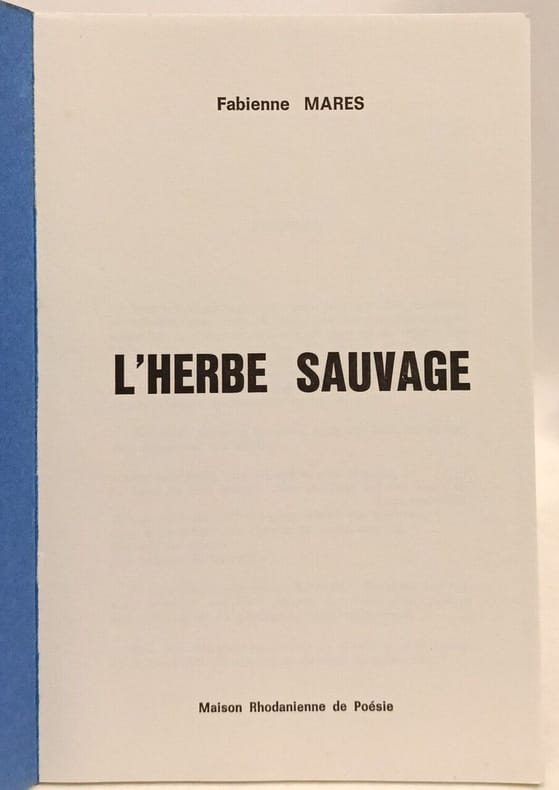 Fabienne MARES
L'HERBE SAUVAGE
Maison Rhodanienne de Poésie